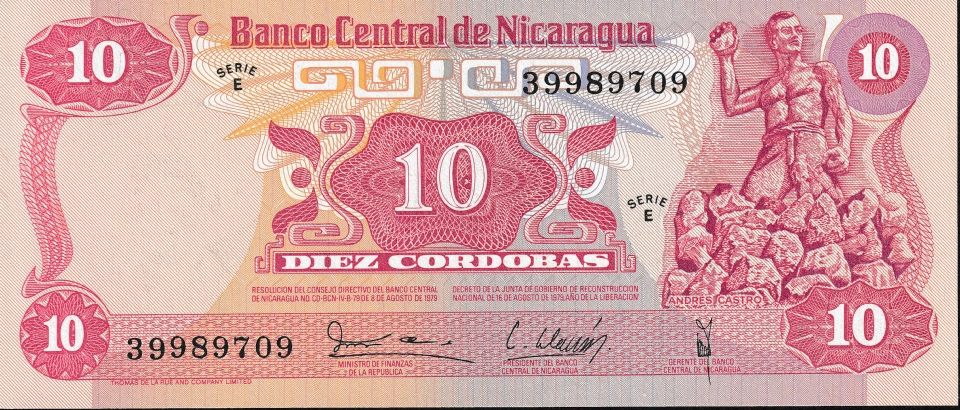 10
Banco Central de Nicaragua
10
SERIE
E
39989709
10
SERIE
E
DIEZ CORDOBAS
RESOLUCION DEL CONSEJO DIRECTIVO DEL BANCO CENTRAL
DE NICARAGUA NO. CD-BCN-IV-B-79 DE 8 DE AGOSTO DE 1979
DECRETO DE LA JUNTA DE GOBIERNO DE RECONSTRUCCION
NACIONAL DE 16 DE AGOSTO DE 1979, AÑO DE LA LIBERACION
ANDRES CASTRO
10
39989709
10
MINISTRO DE FINANZAS
DE LA REPUBLICA
PRESIDENTE DEL BANCO
CENTRAL DE NICARAGUA
GERENTE DEL BANCO
CENTRAL DE NICARAGUA
THOMAS DE LA RUE AND COMPANY LIMITED